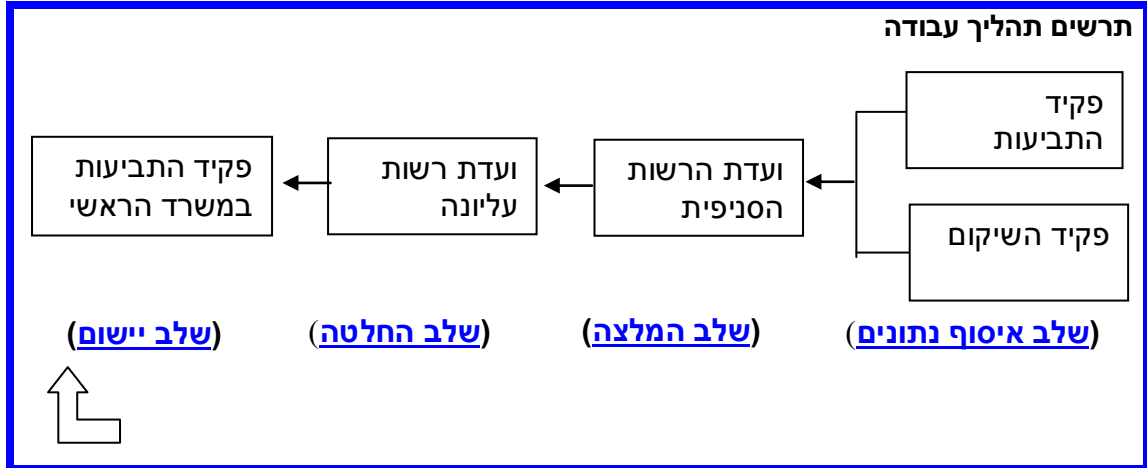 תרשים תהליך עבודה
פקיד
התביעות
פקיד השיקום
ועדת הרשות
הסניפית
ועדת רשות
עליונה
פקיד התביעות
במשרד הראשי
(שלב איסוף נתונים)
(שלב המלצה)
(שלב החלטה)
(שלב יישום)